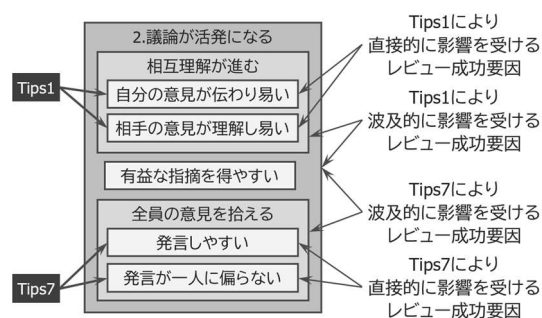 2.議論が活発になる
相互理解が進む
自分の意見が伝わり易い
相手の意見が理解し易い
有益な指摘を得やすい
全員の意見を拾える
発言しやすい
発言が一人に偏らない
Tips1
Tips7
Tips1により
直接的に影響を受ける
レビュー成功要因
Tips1により
波及的に影響を受ける
レビュー成功要因
Tips7により
波及的に影響を受ける
レビュー成功要因
Tips7により
直接的に影響を受ける
レビュー成功要因